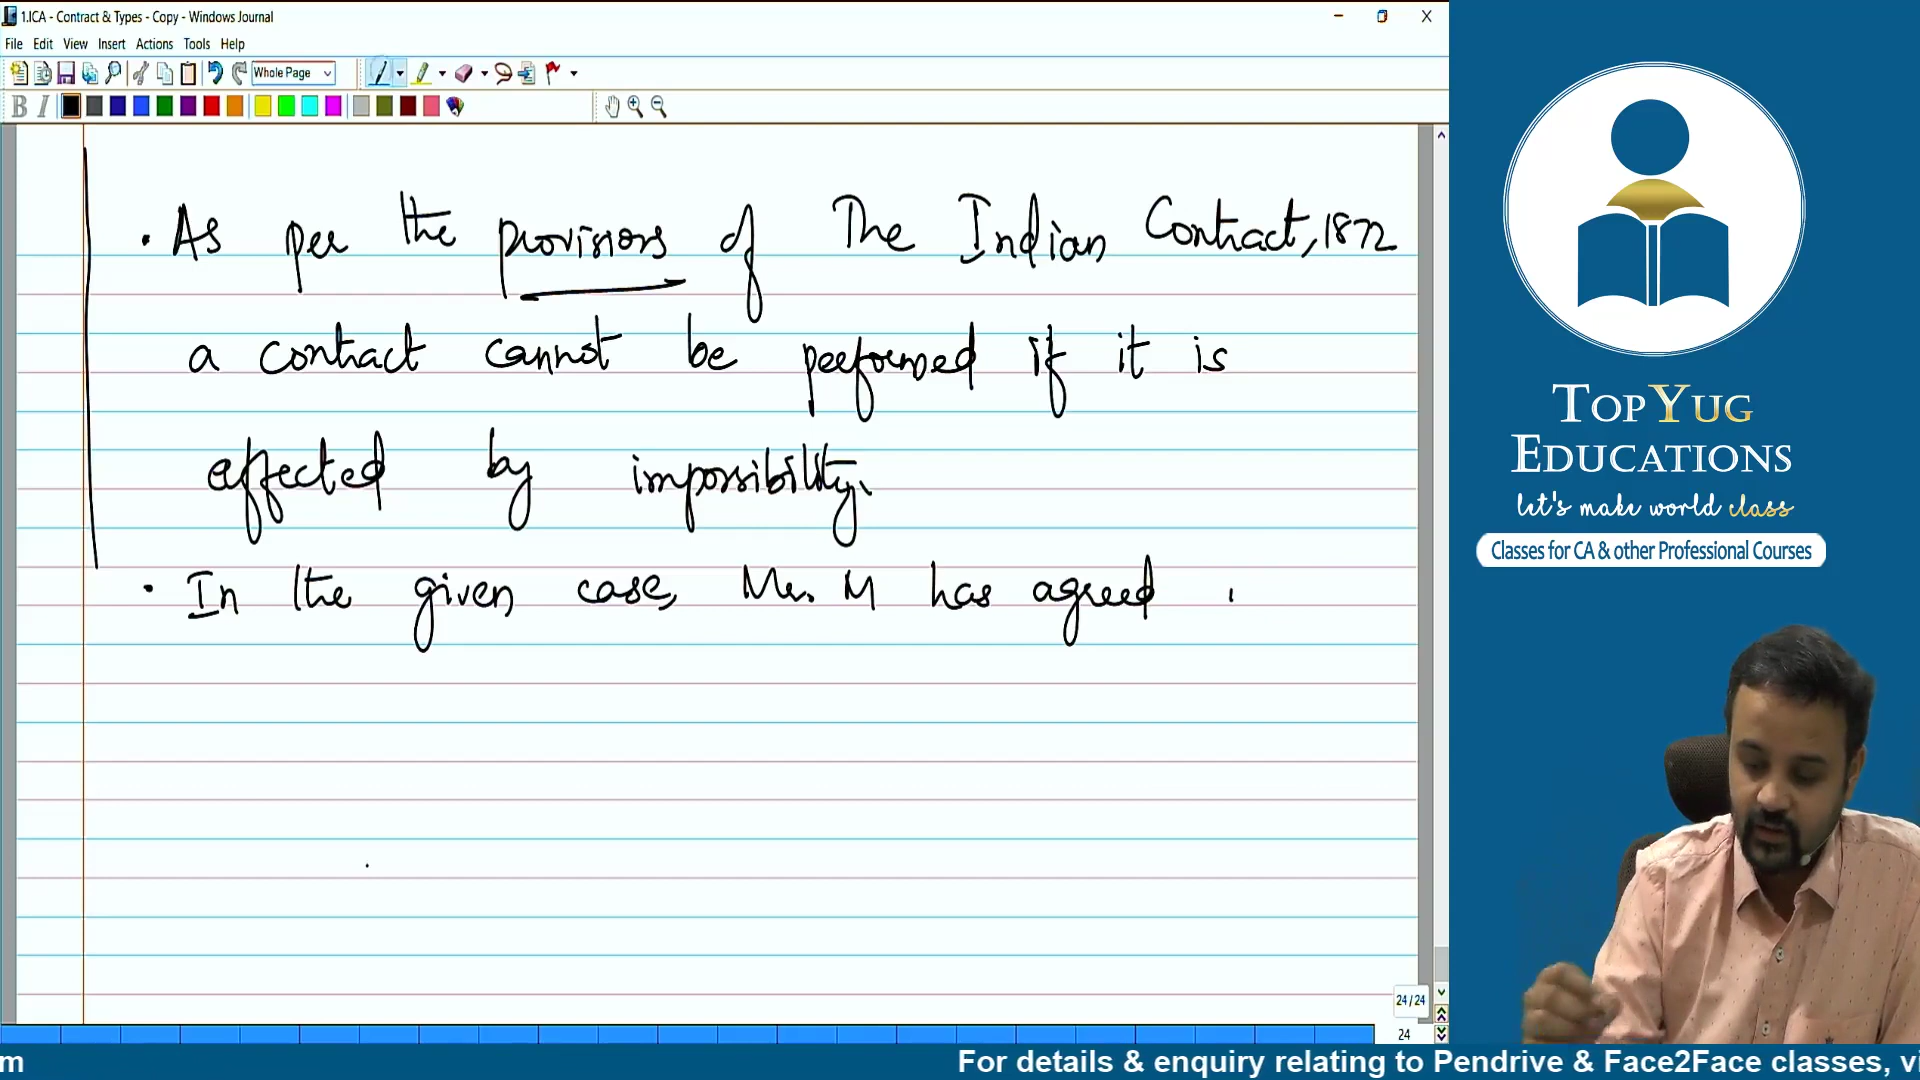 1.ICA - Contract & Types - Copy - Windows Journal
File Edit View Insert Actions Tools Help
Whole Page
B I
• As per the provisions of The Indian Contract, 1872
a contract cannot be performed if it is
effected by impossibility.
• In the given case, Mr. M has agreed
24/24
24
TOPYUG
EDUCATIONS
let's make world class
Classes for CA & other Professional Courses
m For details & enquiry relating to Pendrive & Face2Face classes, vi